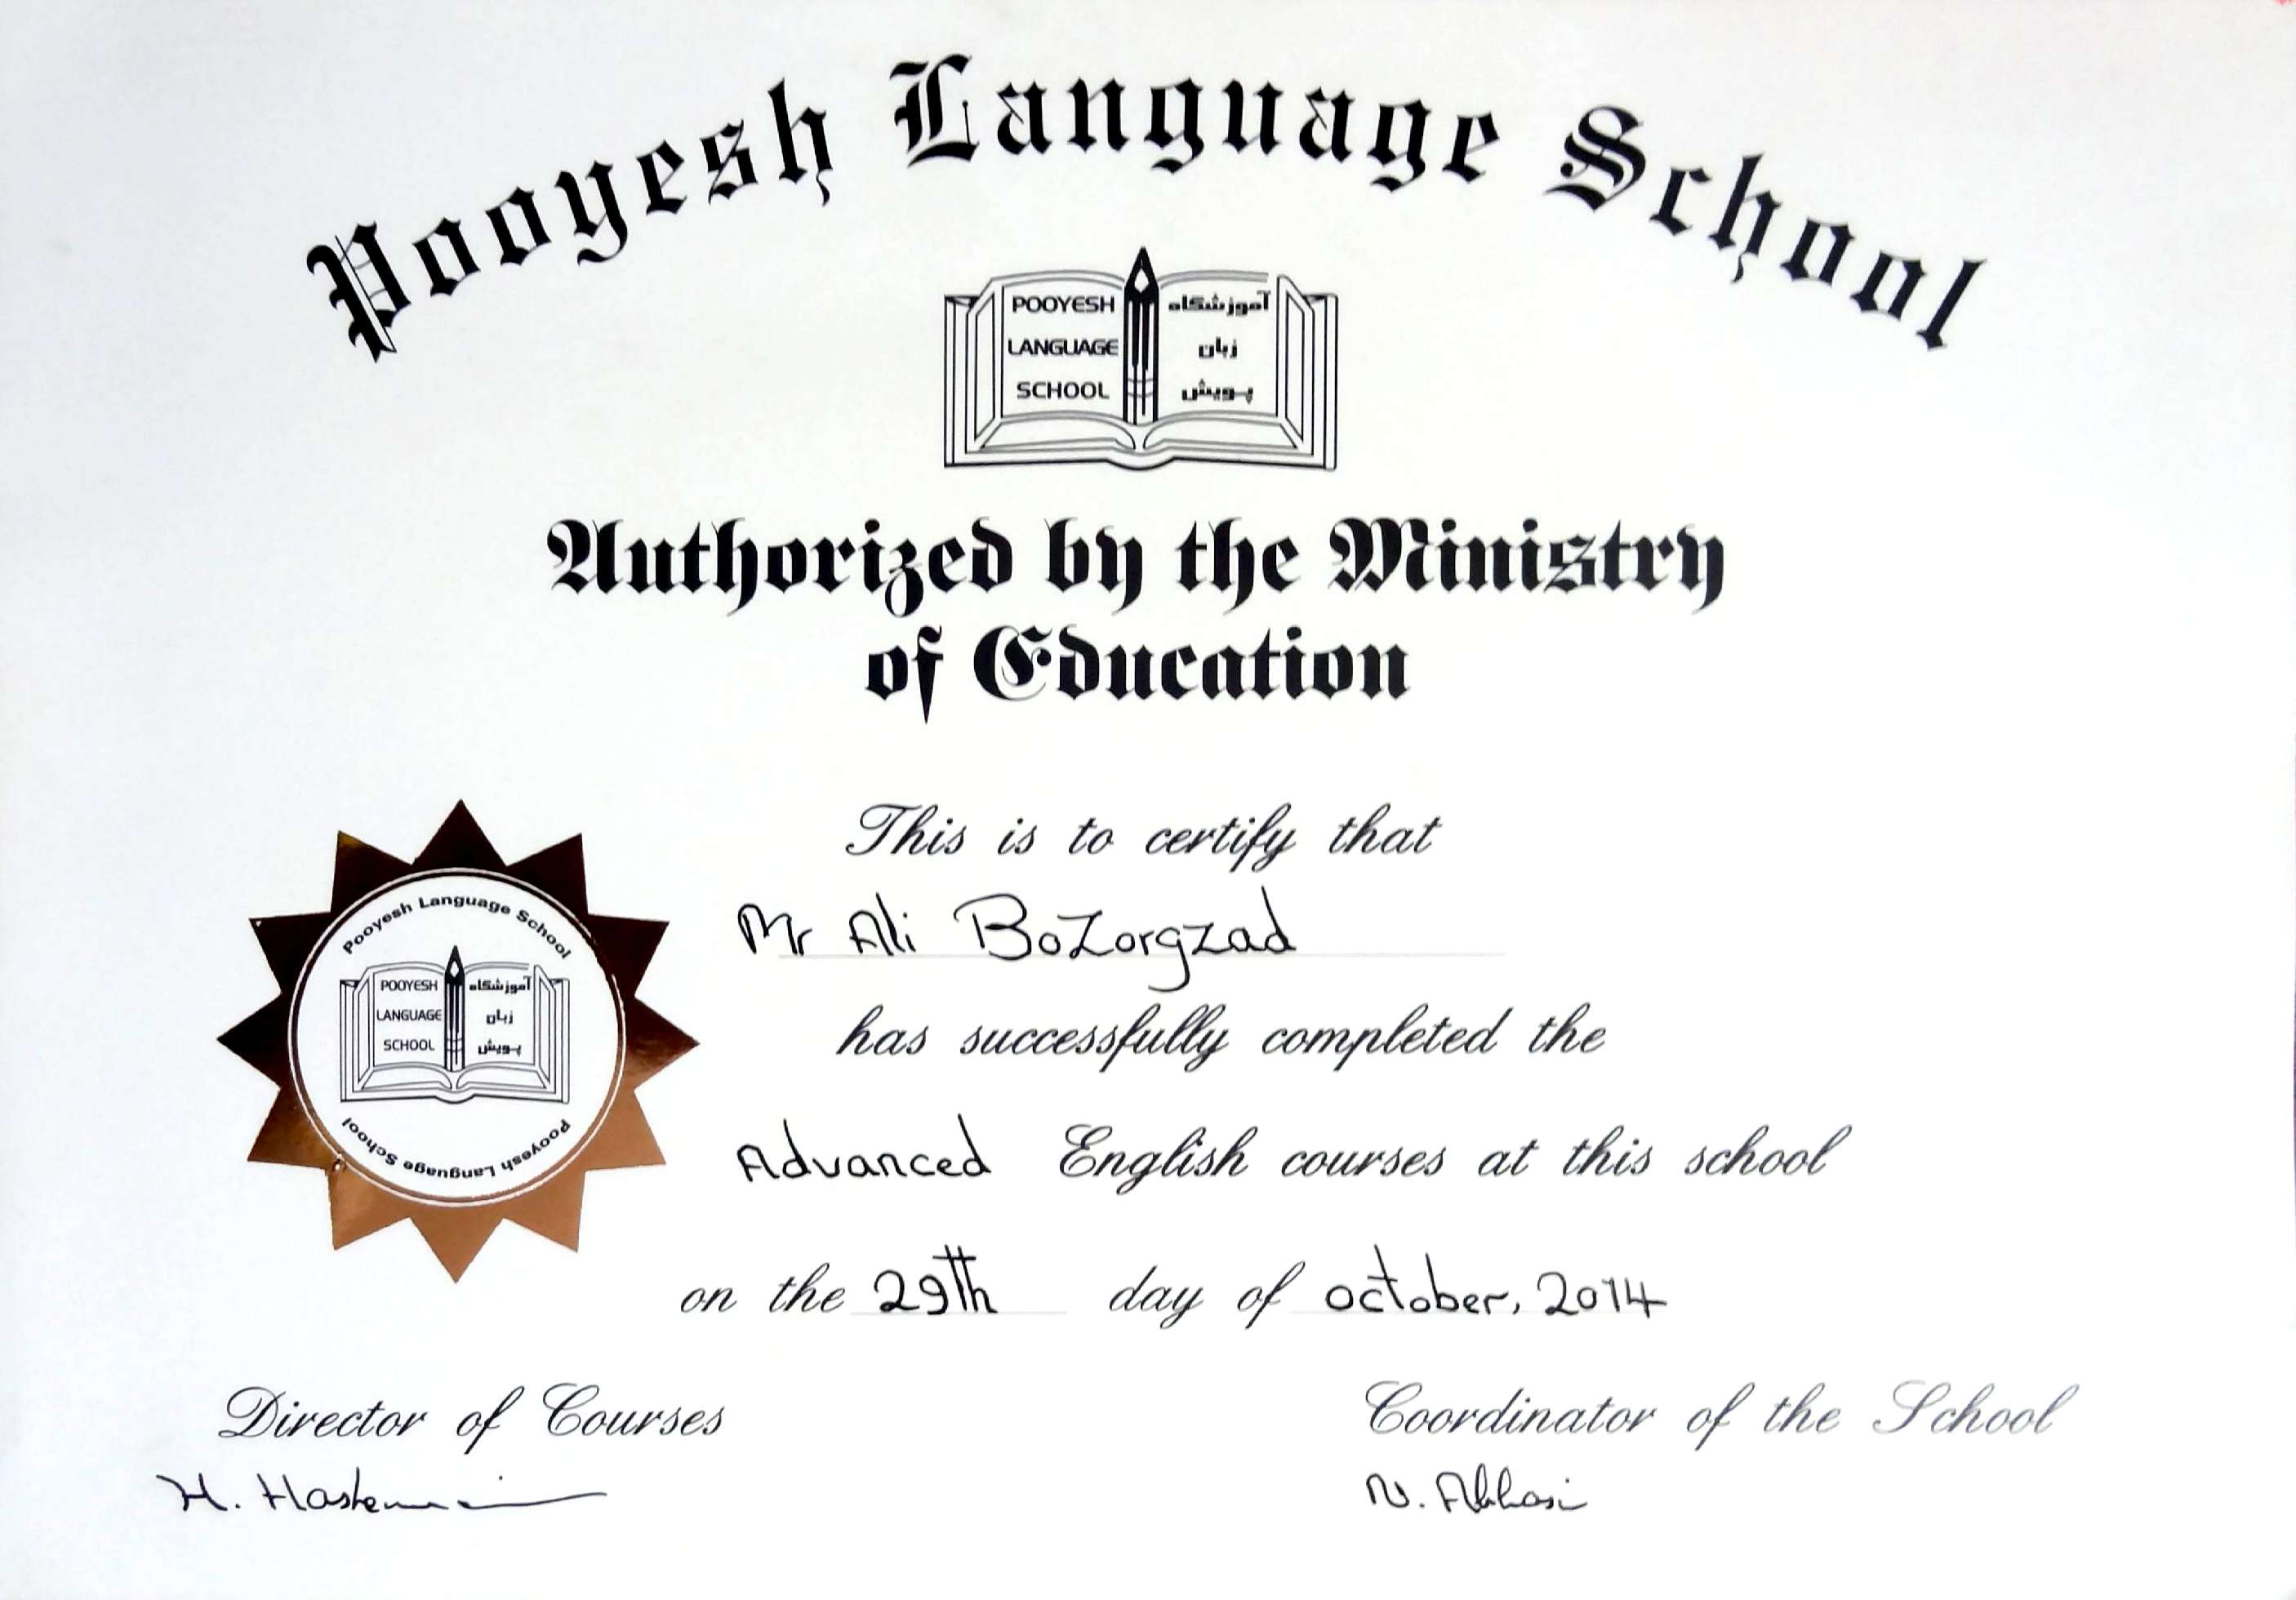 Pooyesh Language School
POOYESH
LANGUAGE
SCHOOL
آموزشگاه
زبان
پویش
Authorized by the Ministry
of Education
This is to certify that
Mr Ali Bozorgzad
has successfully completed the
Advanced English courses at this school
on the 29th day of october, 2014
Pooyesh Language School
POOYESH
LANGUAGE
SCHOOL
آموزشگاه
زبان
پویش
Pooyesh Language School
Director of Courses
H.
Coordinator of the School
N. Abbasi